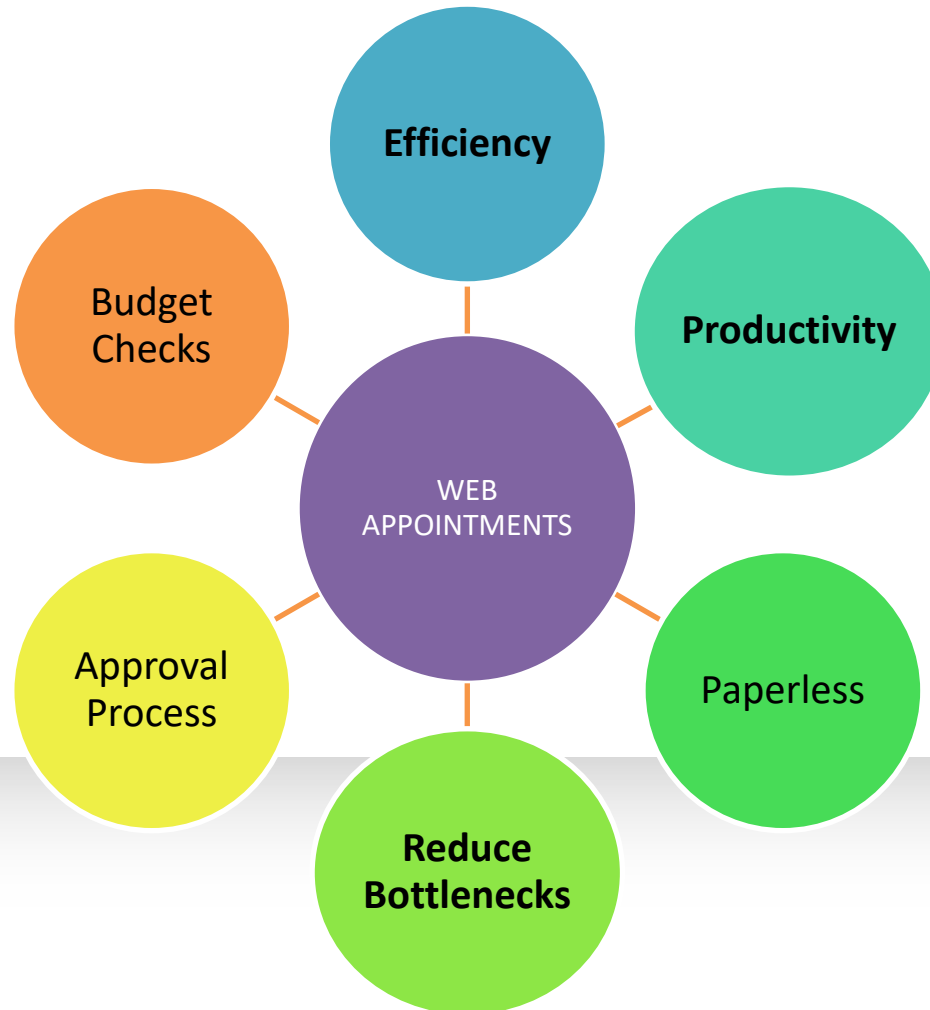 Efficiency
Budget
Checks
Productivity
WEB
APPOINTMENTS
Approval
Process
Paperless
Reduce
Bottlenecks